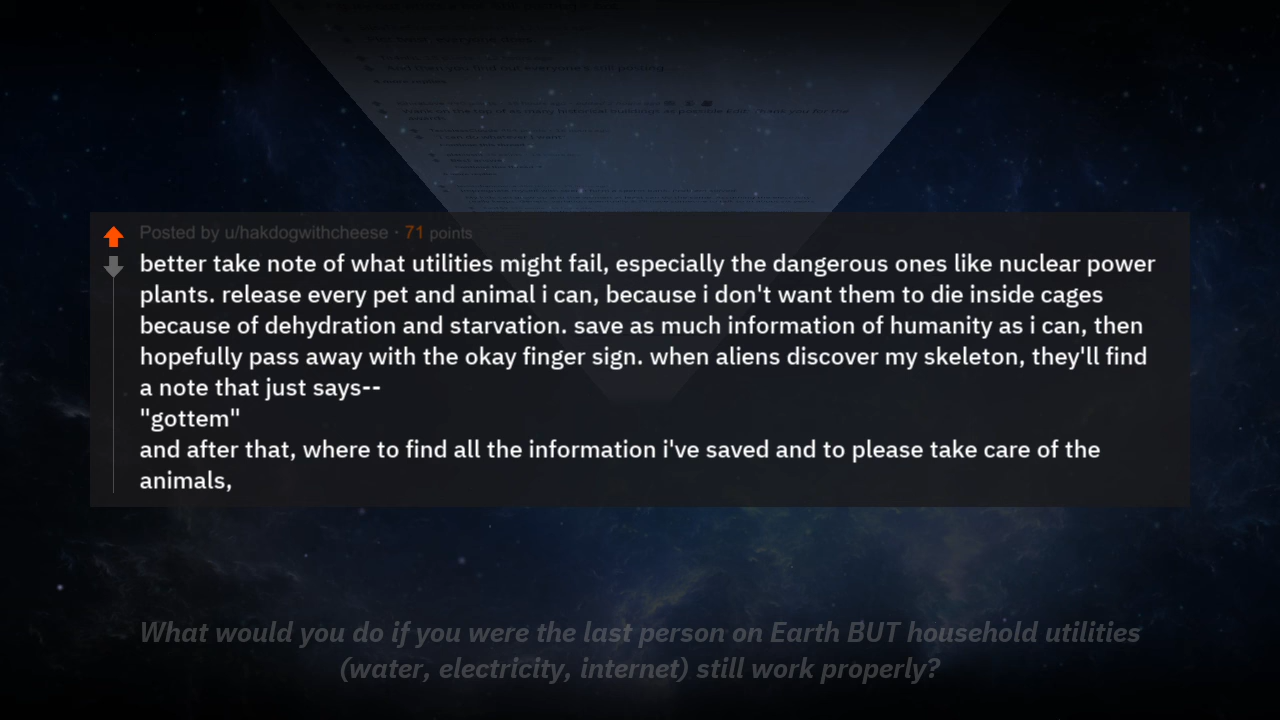 Posted by u/hakdogwithcheese · 71 points
better take note of what utilities might fail, especially the dangerous ones like nuclear power
plants. release every pet and animal i can, because i don't want them to die inside cages
because of dehydration and starvation. save as much information of humanity as i can, then
hopefully pass away with the okay finger sign. when aliens discover my skeleton, they'll find
a note that just says--
"gottem"
and after that, where to find all the information i've saved and to please take care of the
animals,
What would you do if you were the last person on Earth BUT household utilities
(water, electricity, internet) still work properly?